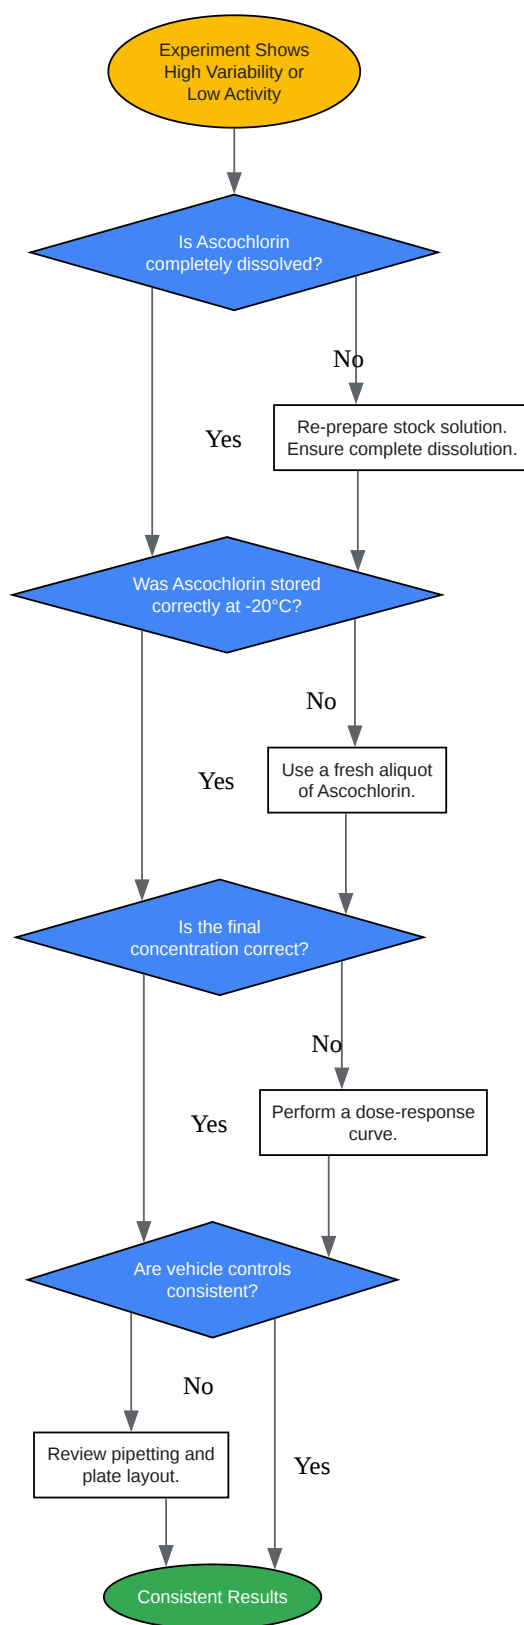 Experiment Shows
High Variability or
Low Activity
Is Ascochlorin
completely dissolved?
No
Re-prepare stock solution.
Ensure complete dissolution.
Yes
Was Ascochlorin stored
correctly at -20°C?
No
Use a fresh aliquot
of Ascochlorin.
Yes
Is the final
concentration correct?
No
Perform a dose-response
curve.
Yes
Are vehicle controls
consistent?
No
Review pipetting and
plate layout.
Yes
Consistent Results